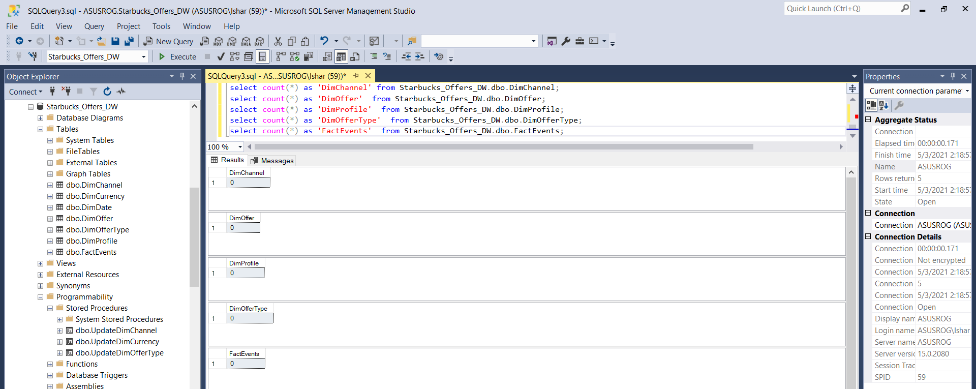 SQLQuery3.sql - ASUSROG.Starbucks_Offers_DW (ASUSROG\Ishar (59))* - Microsoft SQL Server Management Studio
Quick Launch (Ctrl+Q)
File Edit View Query Project Tools Window Help
New Query
Starbucks_Offers_DW
Execute
Object Explorer
Connect
Starbucks_Offers_DW
Database Diagrams
Tables
System Tables
FileTables
External Tables
Graph Tables
dbo.DimChannel
dbo.DimCurrency
dbo.DimDate
dbo.DimOffer
dbo.DimOfferType
dbo.DimProfile
dbo.FactEvents
Views
External Resources
Synonyms
Programmability
Stored Procedures
System Stored Procedures
dbo.UpdateDimChannel
dbo.UpdateDimCurrency
dbo.UpdateDimOfferType
Functions
Database Triggers
Assemblies
SQLQuery3.sql - AS...SUSROG\Ishar (59))*
select count(*) as 'DimChannel' from Starbucks_Offers_DW.dbo.DimChannel;
select count(*) as 'DimOffer' from Starbucks_Offers_DW.dbo.DimOffer;
select count(*) as 'DimProfile' from Starbucks_Offers_DW.dbo.DimProfile;
select count(*) as 'DimOfferType' from Starbucks_Offers_DW.dbo.DimOfferType;
select count(*) as 'FactEvents' from Starbucks_Offers_DW.dbo.FactEvents;
100 %
Results Messages
DimChannel
1 0
DimOffer
1 0
DimProfile
1 0
DimOfferType
1 0
FactEvents
1 0
Properties
Current connection parame
Aggregate Status
Connection
Elapsed tim 00:00:00.171
Finish time 5/3/2021 2:18:5
Name ASUSROG
Rows return 5
Start time 5/3/2021 2:18:5
State Open
Connection
Connection ASUSROG (ASU
Connection Details
Connection 00:00:00.171
Connection Not encrypted
Connection 5/3/2021 2:18:5
Connection 5
Connection 5/3/2021 2:18:5
Connection Open
Display nam ASUSROG
Login name ASUSROG\Ishar
Server name ASUSROG
Server versi 15.0.2080
Session Trac
SPID 59